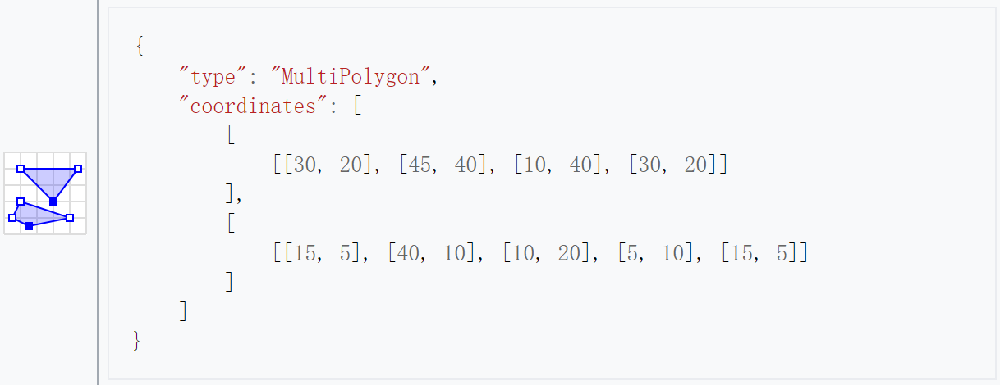 {
"type": "MultiPolygon",
"coordinates": [
[
[[30, 20], [45, 40], [10, 40], [30, 20]]
],
[
[[15, 5], [40, 10], [10, 20], [5, 10], [15, 5]]
]
]
}